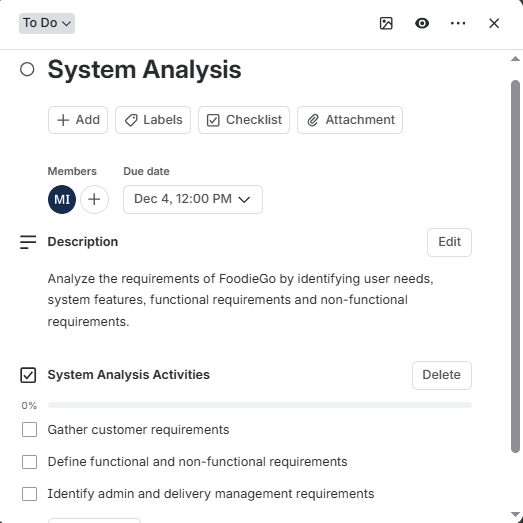 To Do
System Analysis
Add
Labels
Checklist
Attachment
Members
Due date
MI
Dec 4, 12:00 PM
Description
Edit
Analyze the requirements of FoodieGo by identifying user needs,
system features, functional requirements and non-functional
requirements.
System Analysis Activities
Delete
0%
Gather customer requirements
Define functional and non-functional requirements
Identify admin and delivery management requirements